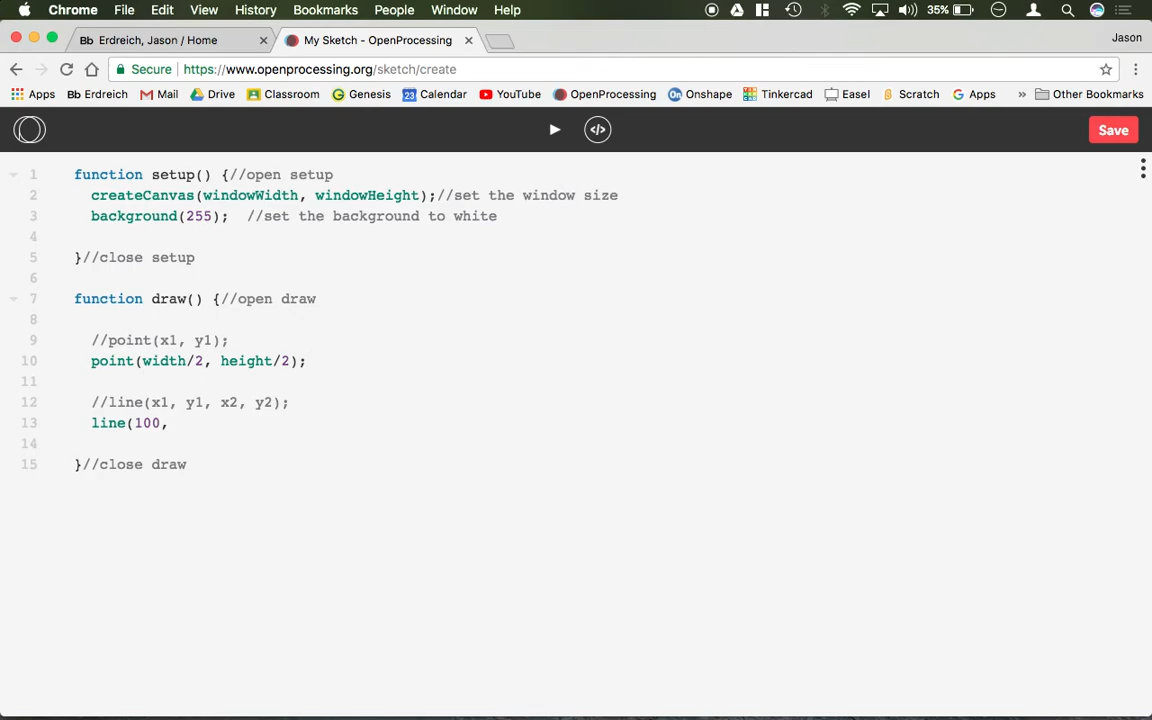 Chrome File Edit View History Bookmarks People Window Help 35%
Bb Erdreich, Jason / Home × My Sketch - OpenProcessing × Jason
Secure | https://www.openprocessing.org/sketch/create
Apps Bb Erdreich Mail Drive Classroom Genesis 23 Calendar YouTube OpenProcessing On Onshape Tinkercad Easel Scratch Apps » Other Bookmarks
</> Save
1 function setup() {//open setup
2 createCanvas(windowWidth, windowHeight);//set the window size
3 background(255); //set the background to white
4
5 }//close setup
6
7 function draw() {//open draw
8
9 //point(x1, y1);
10 point(width/2, height/2);
11
12 //line(x1, y1, x2, y2);
13 line(100,
14
15 }//close draw